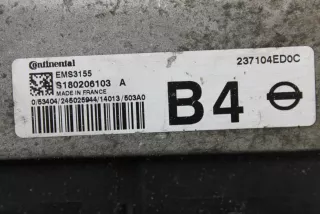 Continental
EMS3155
S180206103 A
MADE IN FRANCE
0/53404/245025944/14013/503A0
237104ED0C
B4